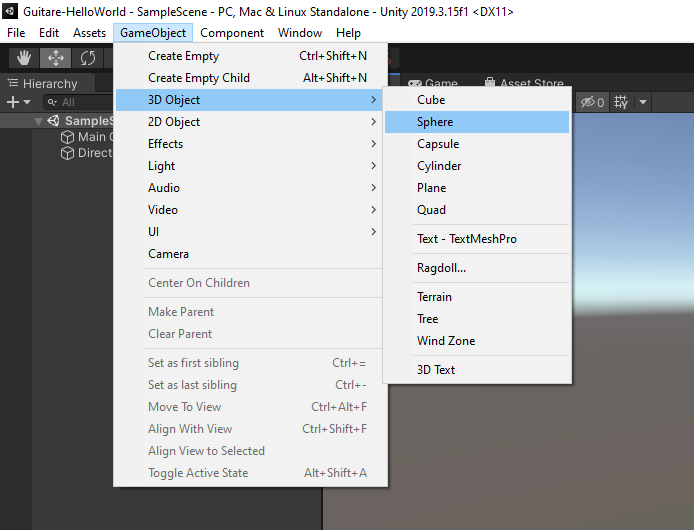 Guitare-HelloWorld - SampleScene - PC, Mac & Linux Standalone - Unity 2019.3.15f1 <DX11>
File Edit Assets GameObject Component Window Help
Hierarchy
Game
Asset Store
All
0
Create Empty Ctrl+Shift+N
Create Empty Child Alt+Shift+N
3D Object
2D Object
Effects
Light
Audio
Video
UI
Camera
Center On Children
Make Parent
Clear Parent
Set as first sibling Ctrl+=
Set as last sibling Ctrl+-
Move To View Ctrl+Alt+F
Align With View Ctrl+Shift+F
Align View to Selected
Toggle Active State Alt+Shift+A
Cube
Sphere
Capsule
Cylinder
Plane
Quad
Text - TextMeshPro
Ragdoll...
Terrain
Tree
Wind Zone
3D Text
Main